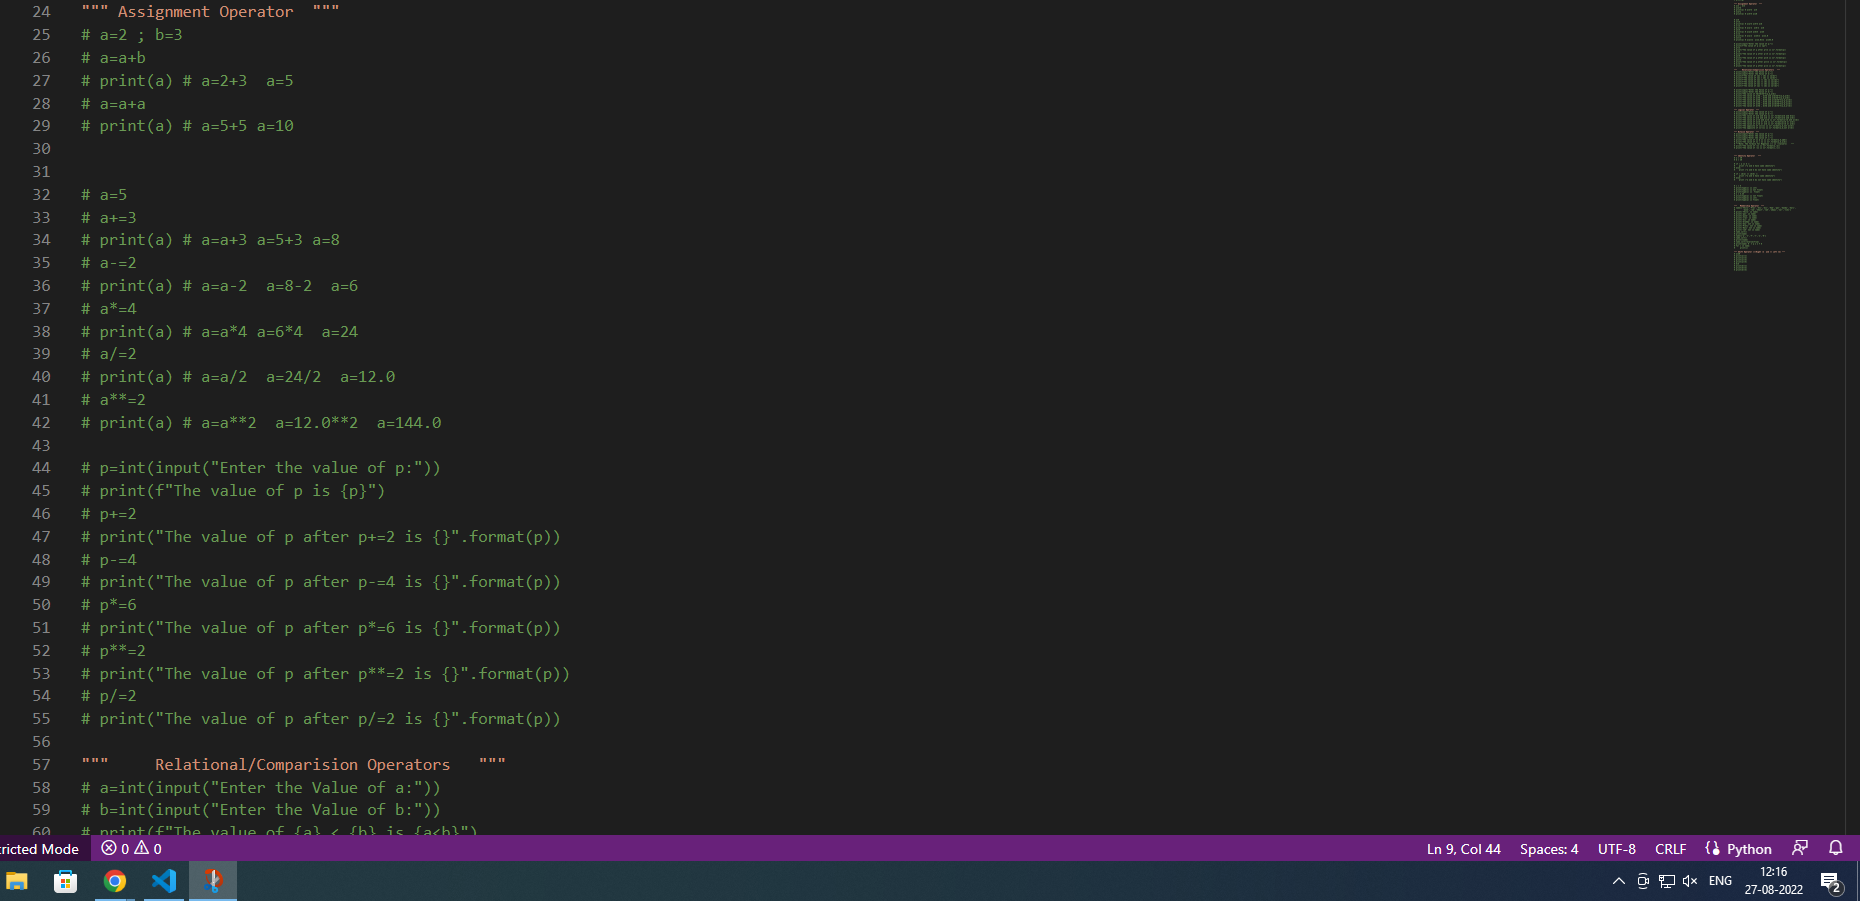 24 """ Assignment Operator  """
25 # a=2 ; b=3
26 # a=a+b
27 # print(a) # a=2+3  a=5
28 # a=a+a
29 # print(a) # a=5+5 a=10
30
31
32 # a=5
33 # a+=3
34 # print(a) # a=a+3 a=5+3 a=8
35 # a-=2
36 # print(a) # a=a-2  a=8-2  a=6
37 # a*=4
38 # print(a) # a=a*4 a=6*4  a=24
39 # a/=2
40 # print(a) # a=a/2  a=24/2  a=12.0
41 # a**=2
42 # print(a) # a=a**2  a=12.0**2  a=144.0
43
44 # p=int(input("Enter the value of p:"))
45 # print(f"The value of p is {p}")
46 # p+=2
47 # print("The value of p after p+=2 is {}".format(p))
48 # p-=4
49 # print("The value of p after p-=4 is {}".format(p))
50 # p*=6
51 # print("The value of p after p*=6 is {}".format(p))
52 # p**=2
53 # print("The value of p after p**=2 is {}".format(p))
54 # p/=2
55 # print("The value of p after p/=2 is {}".format(p))
56
57 """     Relational/Comparision Operators   """
58 # a=int(input("Enter the Value of a:"))
59 # b=int(input("Enter the Value of b:"))
60 # print(f"The value of {a} < {b} is {a<b}")
ricted Mode 0 0 Ln 9, Col 44 Spaces: 4 UTF-8 CRLF Python
ENG 12:16 2
27-08-2022